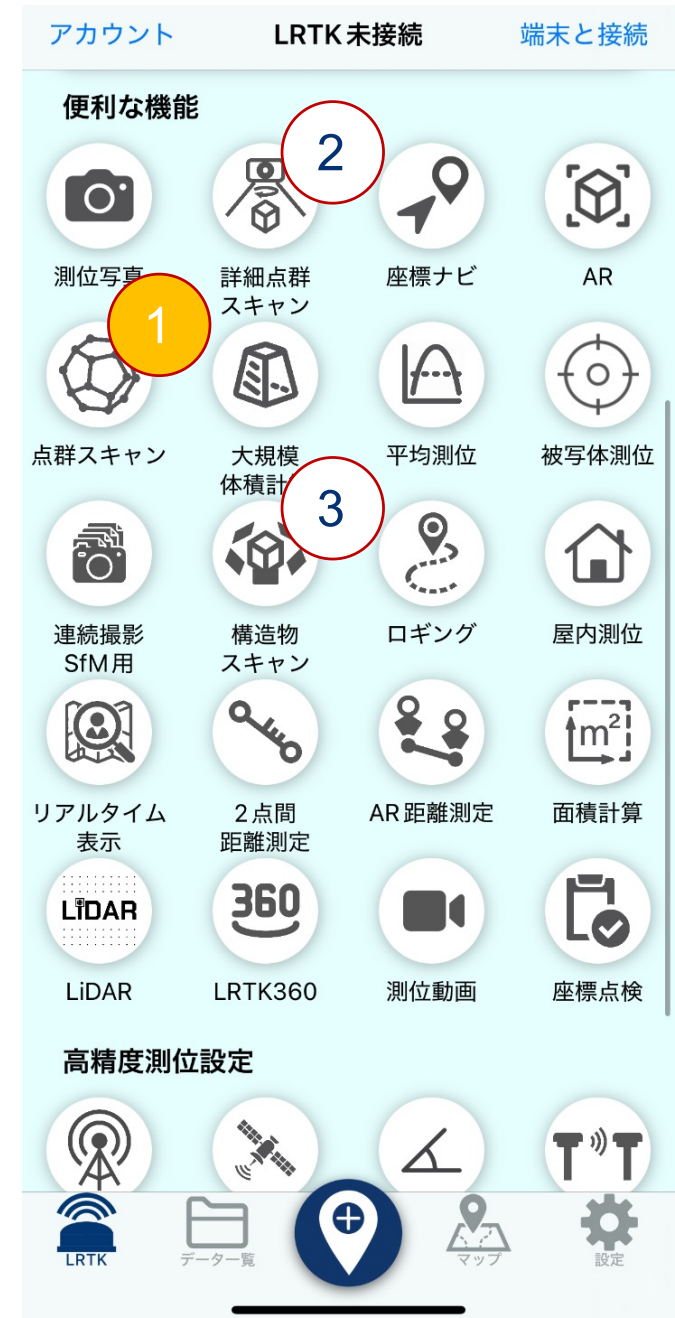 アカウント LRTK未接続 端末と接続
便利な機能
2
測位写真 詳細点群 座標ナビ AR
スキャン
1
点群スキャン 大規模 平均測位 被写体測位
体積計
3
連続撮影 構造物 ロギング 屋内測位
SfM用 スキャン
m²
リアルタイム 2点間 AR距離測定 面積計算
表示 距離測定
LiDAR 360
LiDAR LRTK360 測位動画 座標点検
高精度測位設定
LRTK データ一覧 マップ 設定